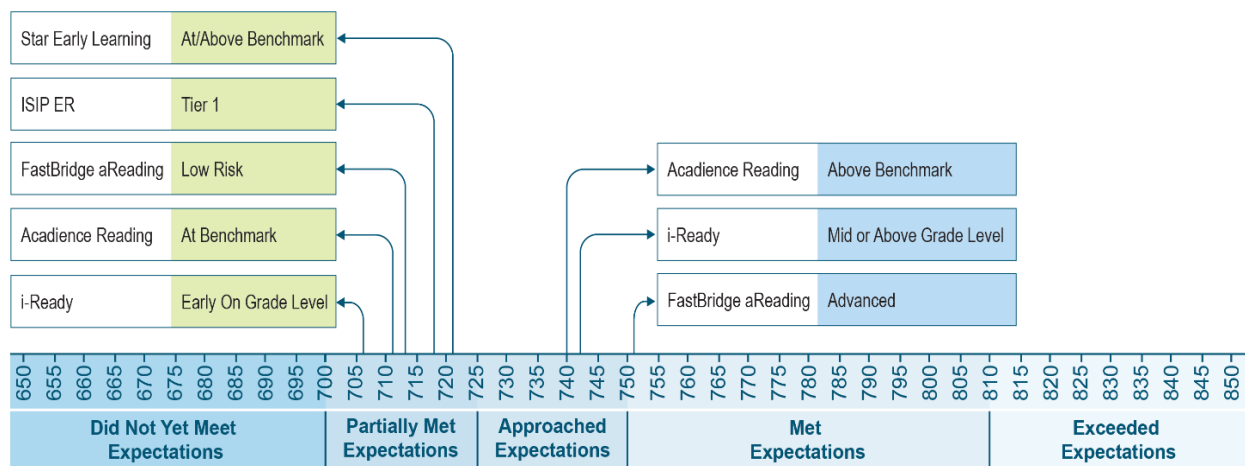 Star Early Learning At/Above Benchmark
ISIP ER Tier 1
FastBridge aReading Low Risk
Acadience Reading At Benchmark
i-Ready Early On Grade Level
Acadience Reading Above Benchmark
i-Ready Mid or Above Grade Level
FastBridge aReading Advanced
650 655 660 665 670 675 680 685 690 695 700 705 710 715 720 725 730 735 740 745 750 755 760 765 770 775 780 785 790 795 800 805 810 815 820 825 830 835 840 845 850
Did Not Yet Meet
Expectations
Partially Met
Expectations
Approached
Expectations
Met
Expectations
Exceeded
Expectations